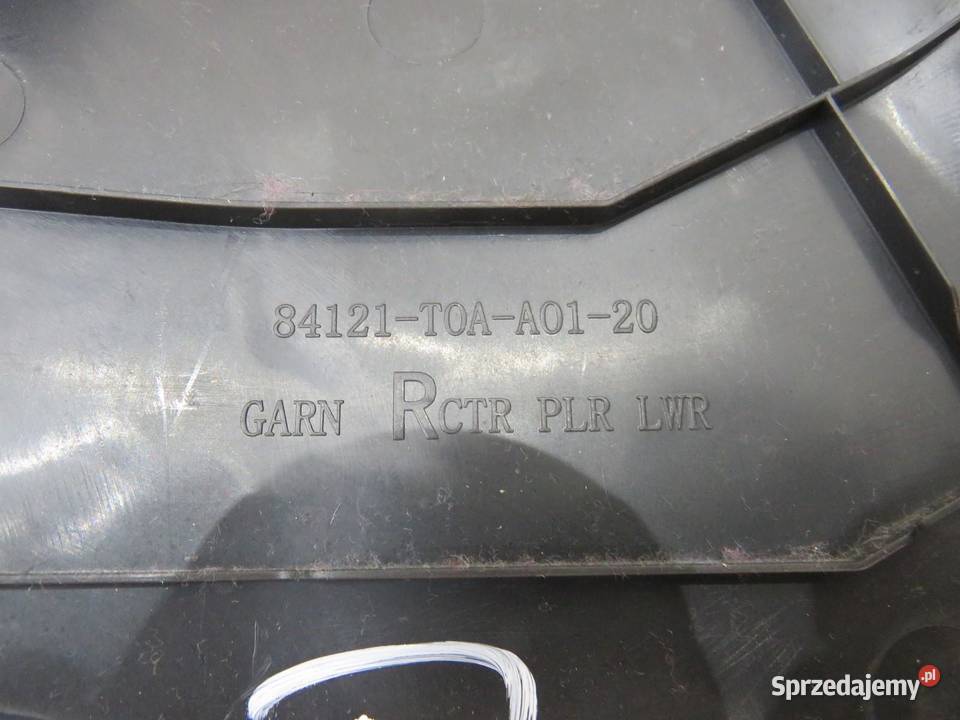 84121-T0A-A01-20
GARN RCTR PLR LWR
Sprzedajemy.pl